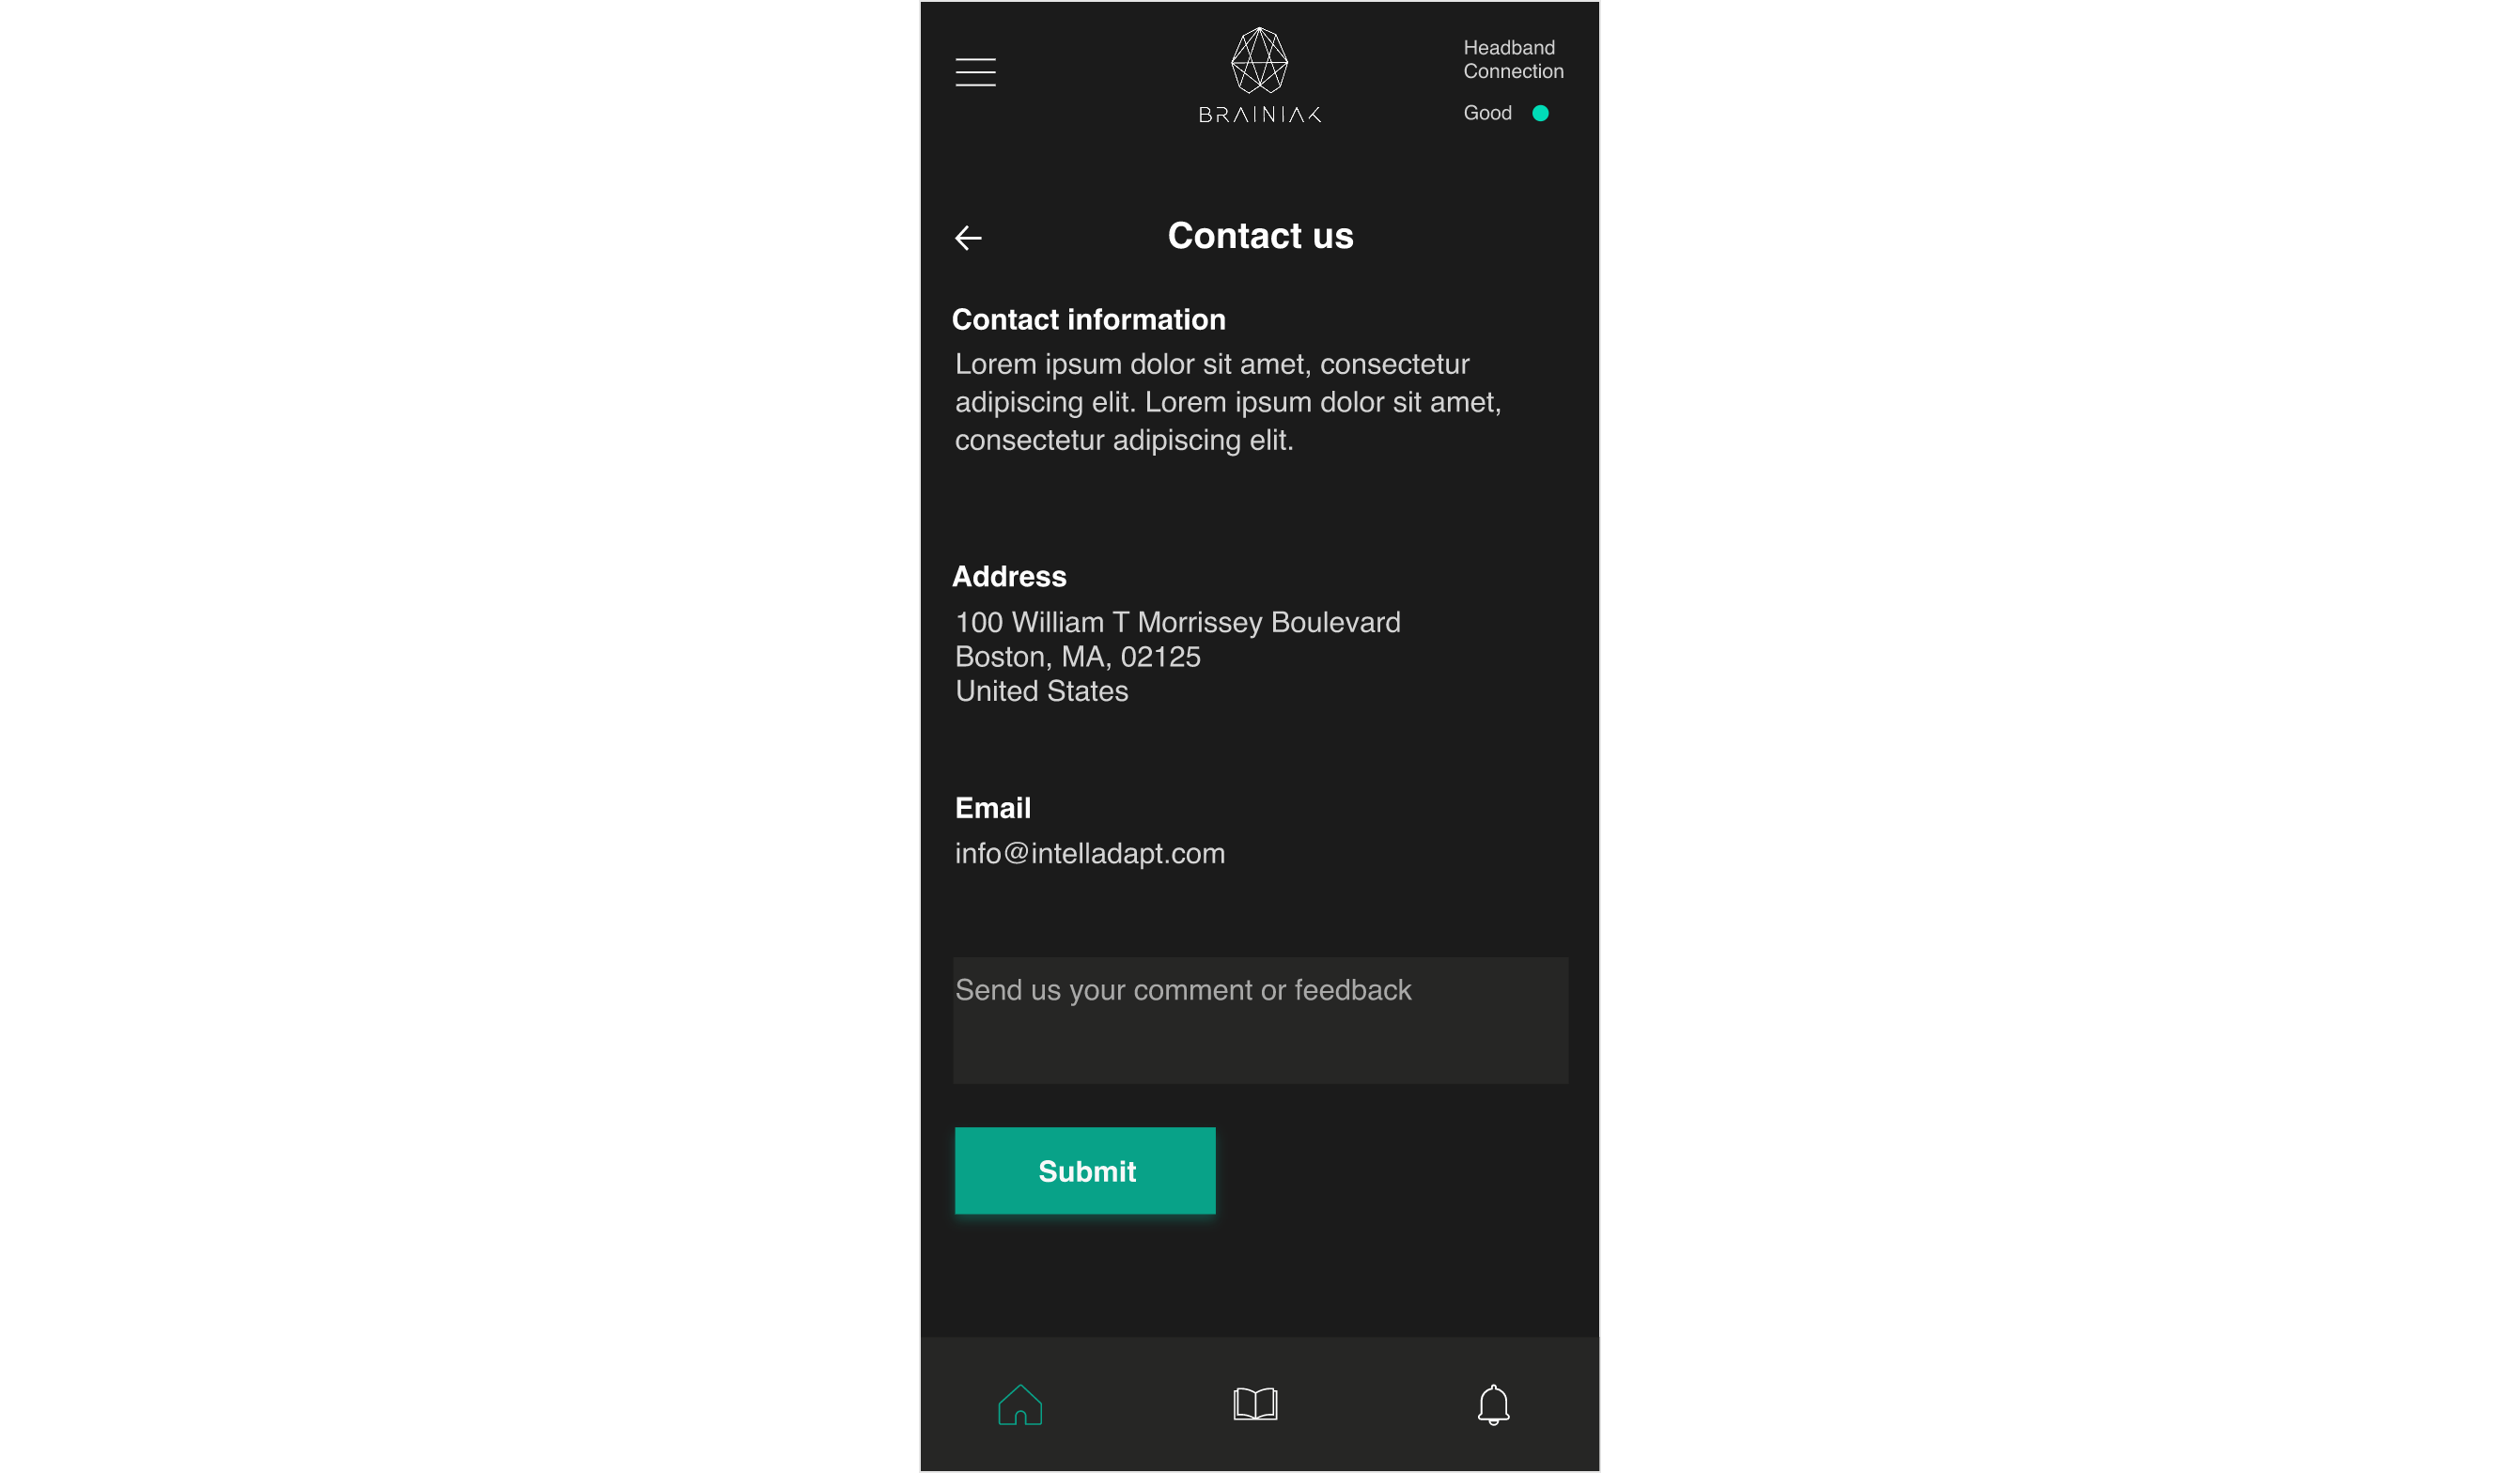 BRAINIAK
Headband
Connection
Good
Contact us
Contact information
Lorem ipsum dolor sit amet, consectetur
adipiscing elit. Lorem ipsum dolor sit amet,
consectetur adipiscing elit.
Address
100 William T Morrissey Boulevard
Boston, MA, 02125
United States
Email
info@intelladapt.com
Send us your comment or feedback
Submit